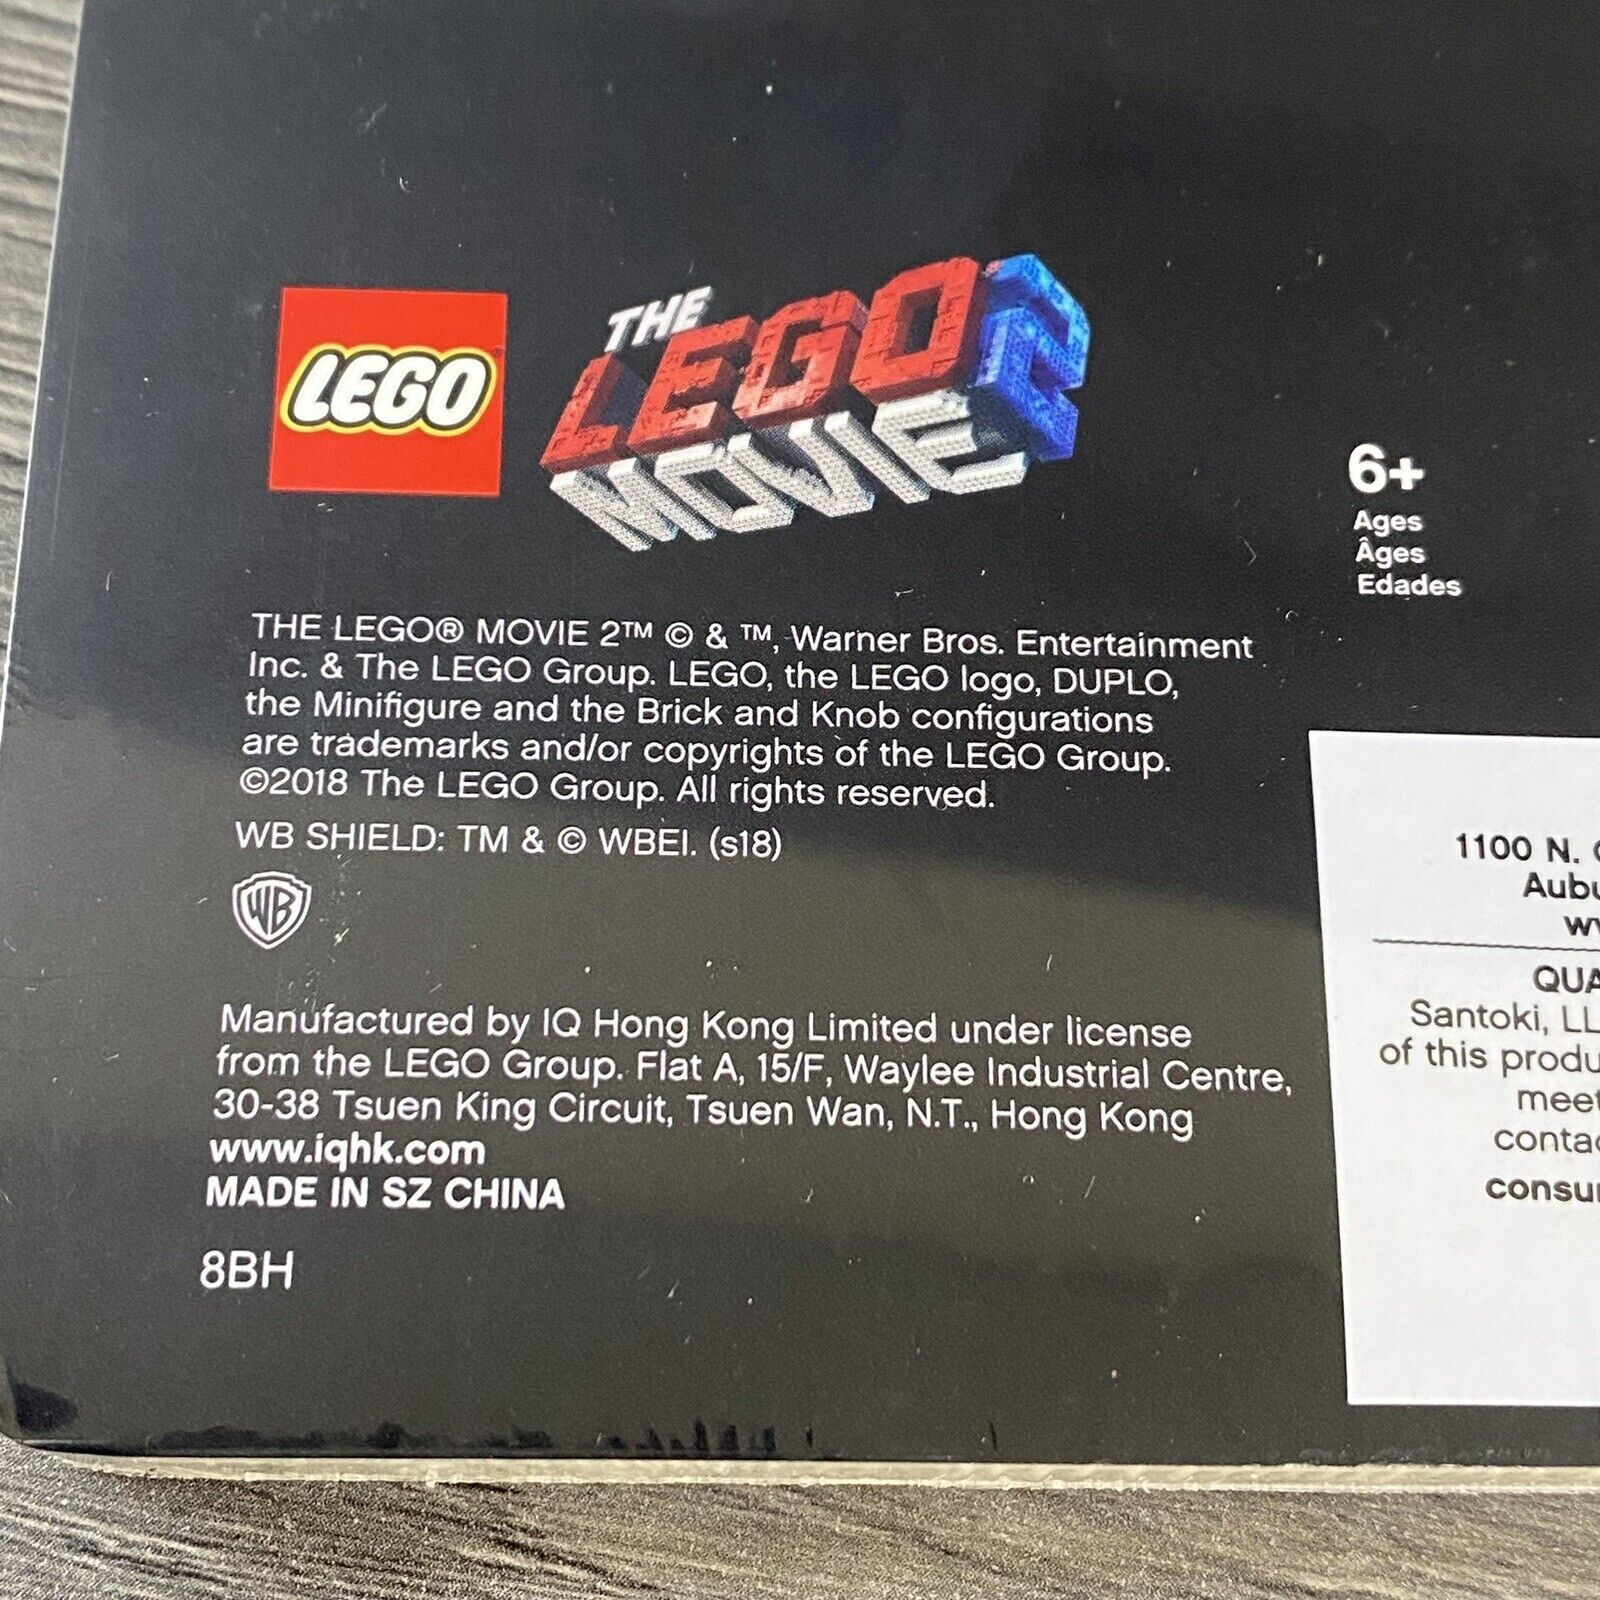 LEGO
THE
LEGO 2
MOVIE
6+
Ages
Âges
Edades
THE LEGO® MOVIE 2™ © & ™, Warner Bros. Entertainment
Inc. & The LEGO Group. LEGO, the LEGO logo, DUPLO,
the Minifigure and the Brick and Knob configurations
are trademarks and/or copyrights of the LEGO Group.
©2018 The LEGO Group. All rights reserved.
WB SHIELD: TM & © WBEI. (s18)
WB
Manufactured by IQ Hong Kong Limited under license
from the LEGO Group. Flat A, 15/F, Waylee Industrial Centre,
30-38 Tsuen King Circuit, Tsuen Wan, N.T., Hong Kong
www.iqhk.com
MADE IN SZ CHINA
8BH
1100 N.
Santoki,
of this